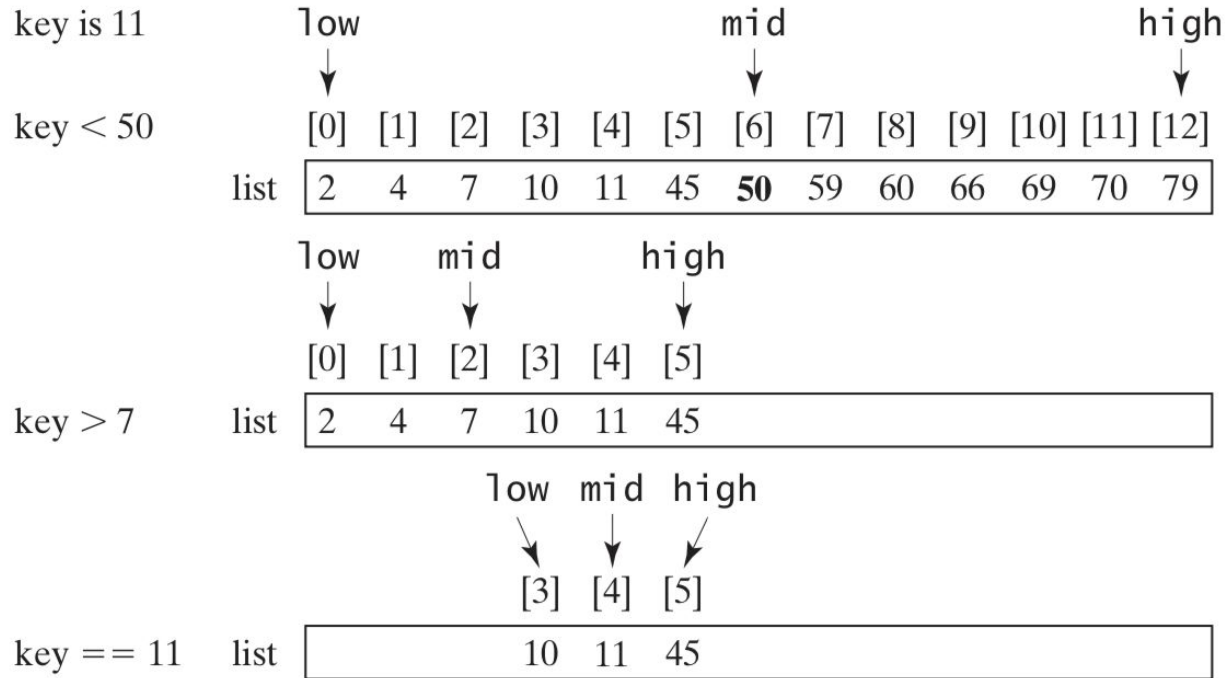 key is 11 low mid high
key < 50 [0] [1] [2] [3] [4] [5] [6] [7] [8] [9] [10] [11] [12]
list 2 4 7 10 11 45 50 59 60 66 69 70 79
low mid high
[0] [1] [2] [3] [4] [5]
key > 7 list 2 4 7 10 11 45
low mid high
[3] [4] [5]
key == 11 list 10 11 45